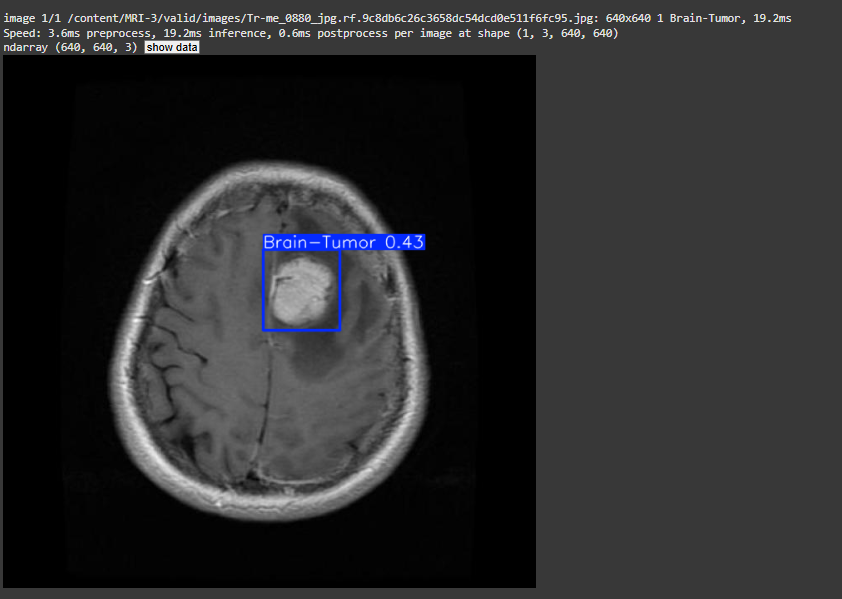 image 1/1 /content/MRI-3/valid/images/Tr-me_0880_jpg.rf.9c8db6c26c3658dc54dcd0e511f6fc95.jpg: 640x640 1 Brain-Tumor, 19.2ms
Speed: 3.6ms preprocess, 19.2ms inference, 0.6ms postprocess per image at shape (1, 3, 640, 640)
ndarray (640, 640, 3) show data
Brain-Tumor 0.43